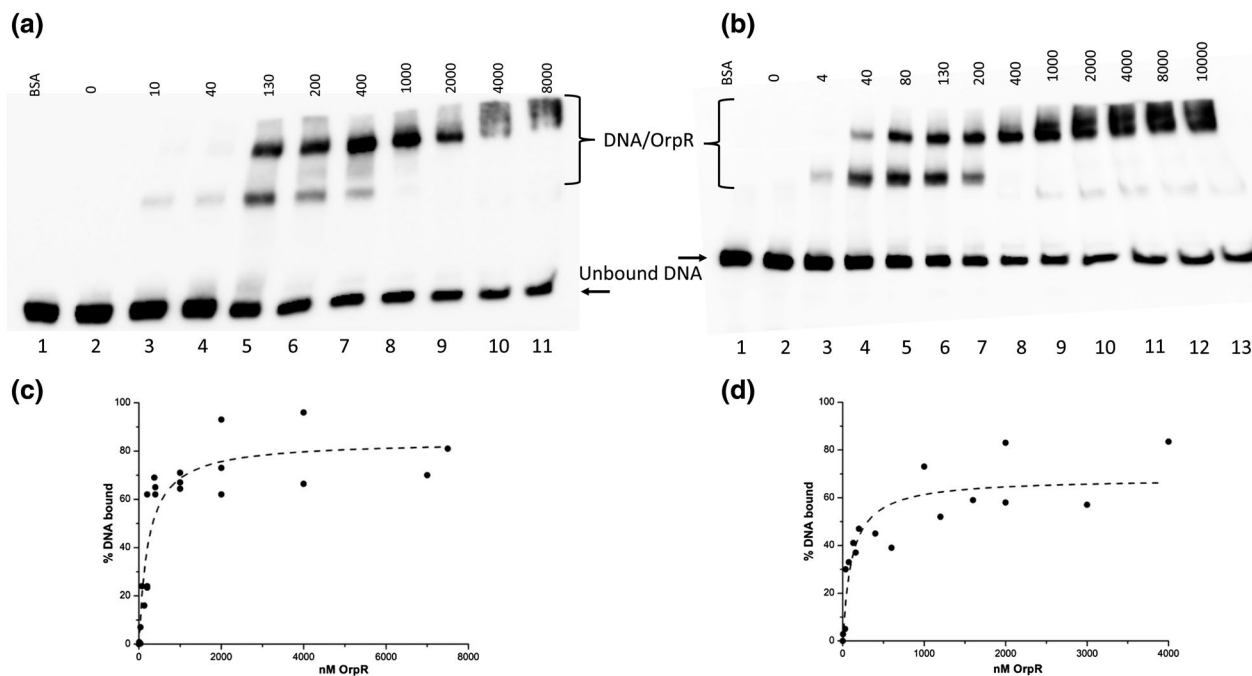 (a)
BSA 0 10 40 130 200 400 1000 2000 4000 8000
DNA/OrpR
Unbound DNA
1 2 3 4 5 6 7 8 9 10 11
(b)
BSA 0 4 40 80 130 200 400 1000 2000 4000 8000 10000
1 2 3 4 5 6 7 8 9 10 11 12 13
(c)
% DNA bound
100
80
60
40
20
0
0 2000 4000 6000 8000
nM OrpR
(d)
% DNA bound
100
80
60
40
20
0
0 1000 2000 3000 4000
nM OrpR